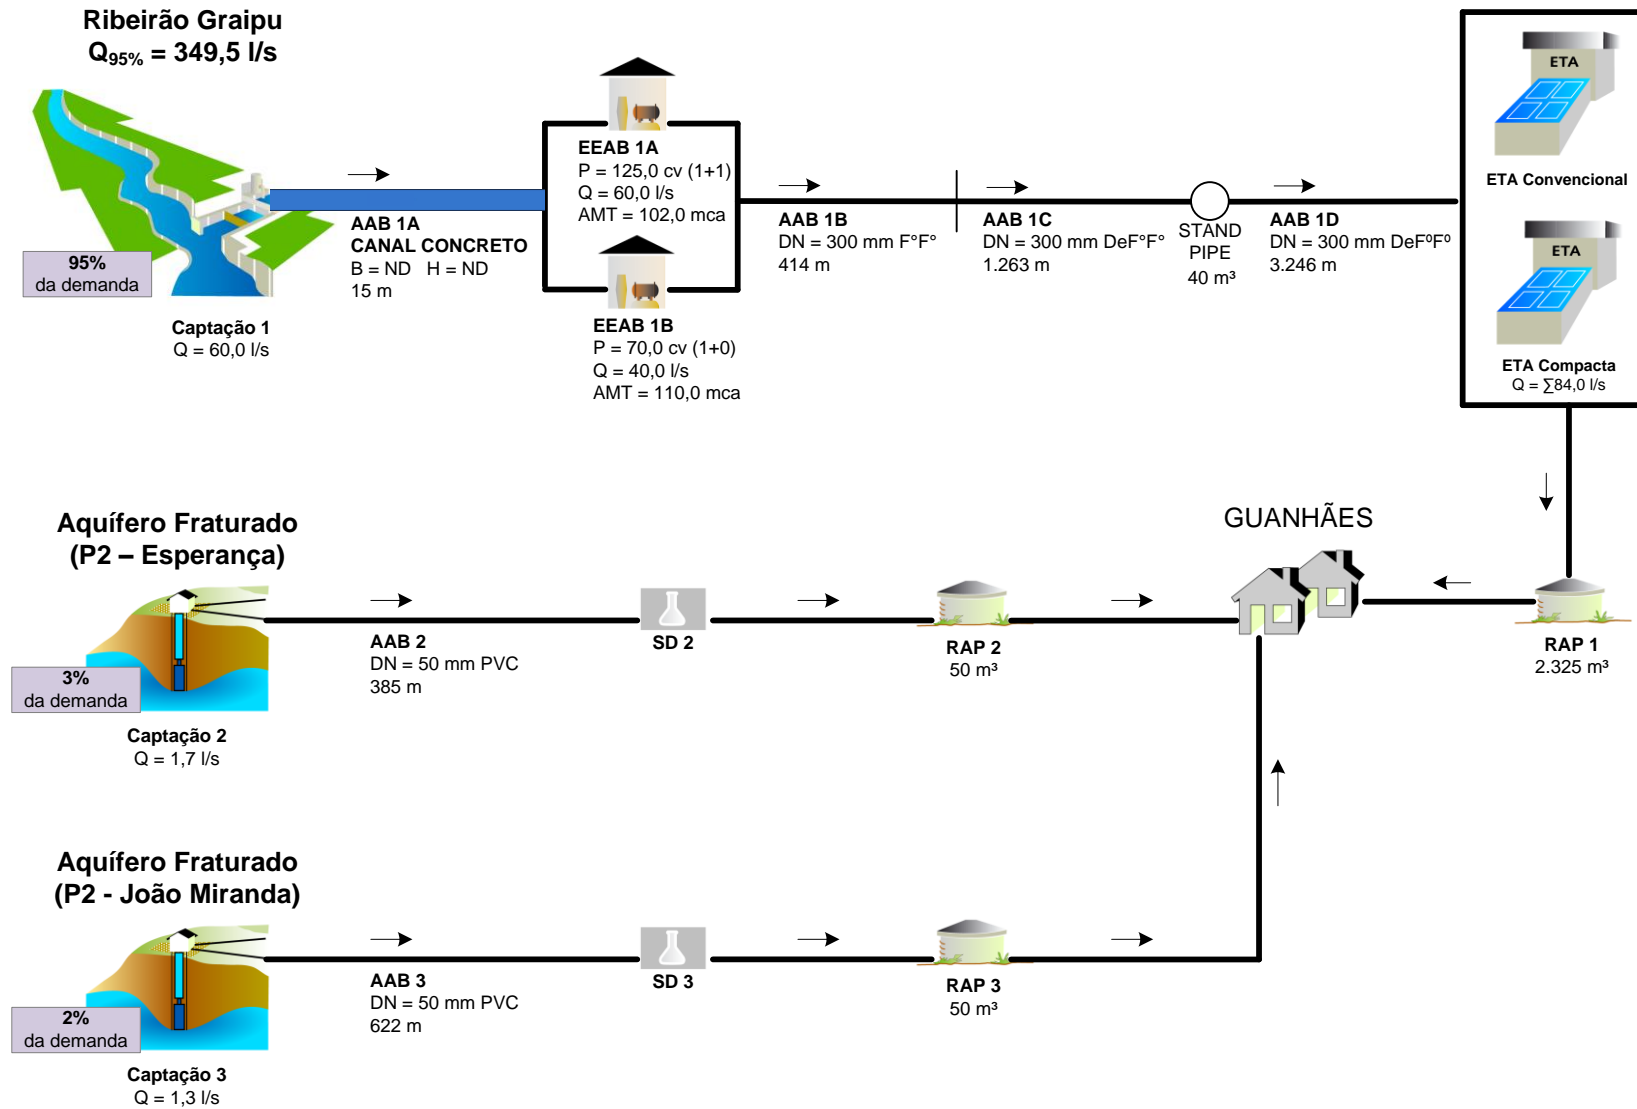 Ribeirão Graipu
Q95% = 349,5 l/s
95%
da demanda
Captação 1
Q = 60,0 l/s
AAB 1A
CANAL CONCRETO
B = ND   H = ND
15 m
EEAB 1A
P = 125,0 cv (1+1)
Q = 60,0 l/s
AMT = 102,0 mca
EEAB 1B
P = 70,0 cv (1+0)
Q = 40,0 l/s
AMT = 110,0 mca
AAB 1B
DN = 300 mm F°F°
414 m
AAB 1C
DN = 300 mm DeF°F°
1.263 m
STAND
PIPE
40 m³
AAB 1D
DN = 300 mm DeFºFº
3.246 m
ETA
ETA Convencional
ETA
ETA Compacta
Q = ∑84,0 l/s
Aquífero Fraturado
(P2 – Esperança)
3%
da demanda
Captação 2
Q = 1,7 l/s
AAB 2
DN = 50 mm PVC
385 m
SD 2
RAP 2
50 m³
GUANHÃES
RAP 1
2.325 m³
Aquífero Fraturado
(P2 - João Miranda)
2%
da demanda
Captação 3
Q = 1,3 l/s
AAB 3
DN = 50 mm PVC
622 m
SD 3
RAP 3
50 m³